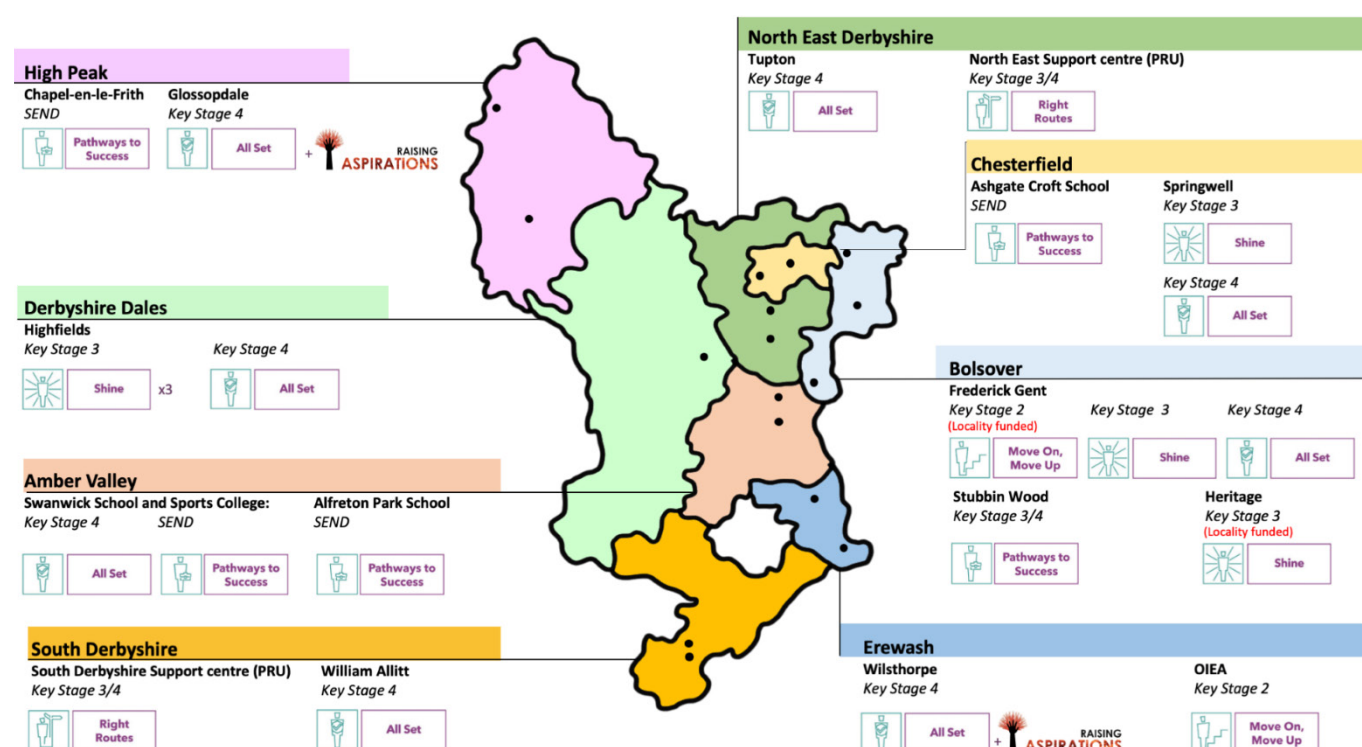 High Peak
Chapel-en-le-Frith
SEND
Pathways to
Success
Glossopdale
Key Stage 4
All Set
+
RAISING
ASPIRATIONS
Derbyshire Dales
Highfields
Key Stage 3
Shine
x3
Key Stage 4
All Set
Amber Valley
Swanwick School and Sports College:
Key Stage 4
All Set
SEND
Pathways to
Success
Alfreton Park School
SEND
Pathways to
Success
South Derbyshire
South Derbyshire Support centre (PRU)
Key Stage 3/4
Right
Routes
William Allitt
Key Stage 4
All Set
North East Derbyshire
Tupton
Key Stage 4
All Set
North East Support centre (PRU)
Key Stage 3/4
Right
Routes
Chesterfield
Ashgate Croft School
SEND
Pathways to
Success
Springwell
Key Stage 3
Shine
Key Stage 4
All Set
Bolsover
Frederick Gent
Key Stage 2
(Locality funded)
Move On,
Move Up
Key Stage 3
Shine
Key Stage 4
All Set
Stubbin Wood
Key Stage 3/4
Pathways to
Success
Heritage
Key Stage 3
(Locality funded)
Shine
Erewash
Wilsthorpe
Key Stage 4
All Set
+
RAISING
ASPIRATIONS
OIEA
Key Stage 2
Move On,
Move Up